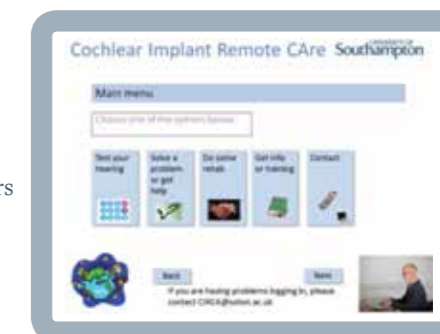 Cochlear Implant Remote CAre
UNIVERSITY OF
Southampton
rs
Main menu
Choose one of the options below
Test your
hearing
Solve a
problem
or get
help
Do some
rehab
Get info
or training
Contact
Back
Next
If you are having problems logging in, please
contact CIRCA@soton.ac.uk